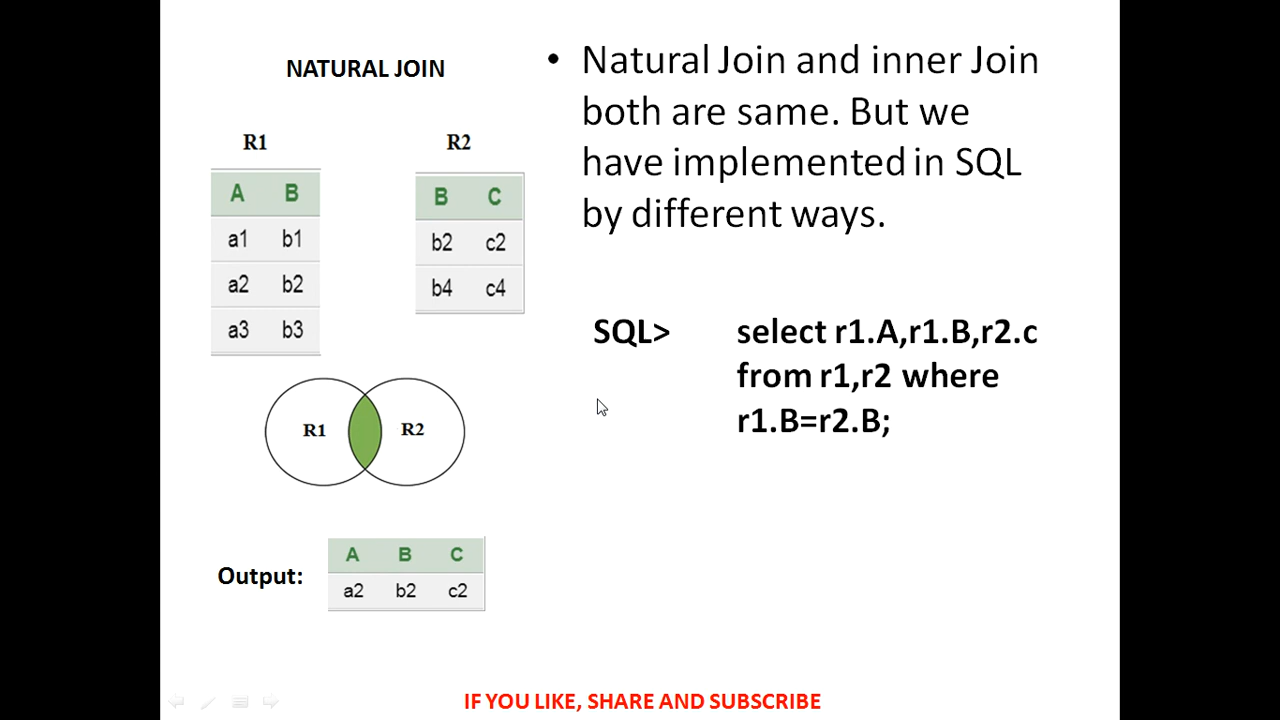 NATURAL JOIN
R1
A B
a1 b1
a2 b2
a3 b3
R2
B C
b2 c2
b4 c4
R1 R2
Output:
A B C
a2 b2 c2
• Natural Join and inner Join
both are same. But we
have implemented in SQL
by different ways.
SQL> select r1.A,r1.B,r2.c
from r1,r2 where
r1.B=r2.B;
IF YOU LIKE, SHARE AND SUBSCRIBE